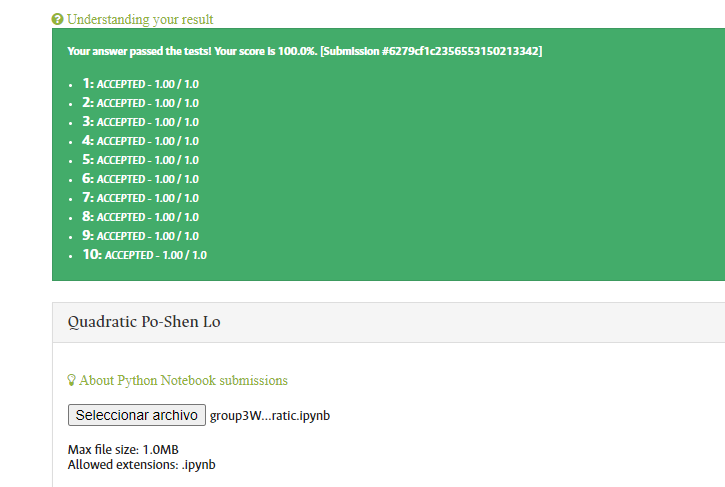 Understanding your result
Your answer passed the tests! Your score is 100.0%. [Submission #6279cf1c2356553150213342]
1: ACCEPTED - 1.00 / 1.0
2: ACCEPTED - 1.00 / 1.0
3: ACCEPTED - 1.00 / 1.0
4: ACCEPTED - 1.00 / 1.0
5: ACCEPTED - 1.00 / 1.0
6: ACCEPTED - 1.00 / 1.0
7: ACCEPTED - 1.00 / 1.0
8: ACCEPTED - 1.00 / 1.0
9: ACCEPTED - 1.00 / 1.0
10: ACCEPTED - 1.00 / 1.0
Quadratic Po-Shen Lo
About Python Notebook submissions
Seleccionar archivo group3W...ratic.ipynb
Max file size: 1.0MB
Allowed extensions: .ipynb